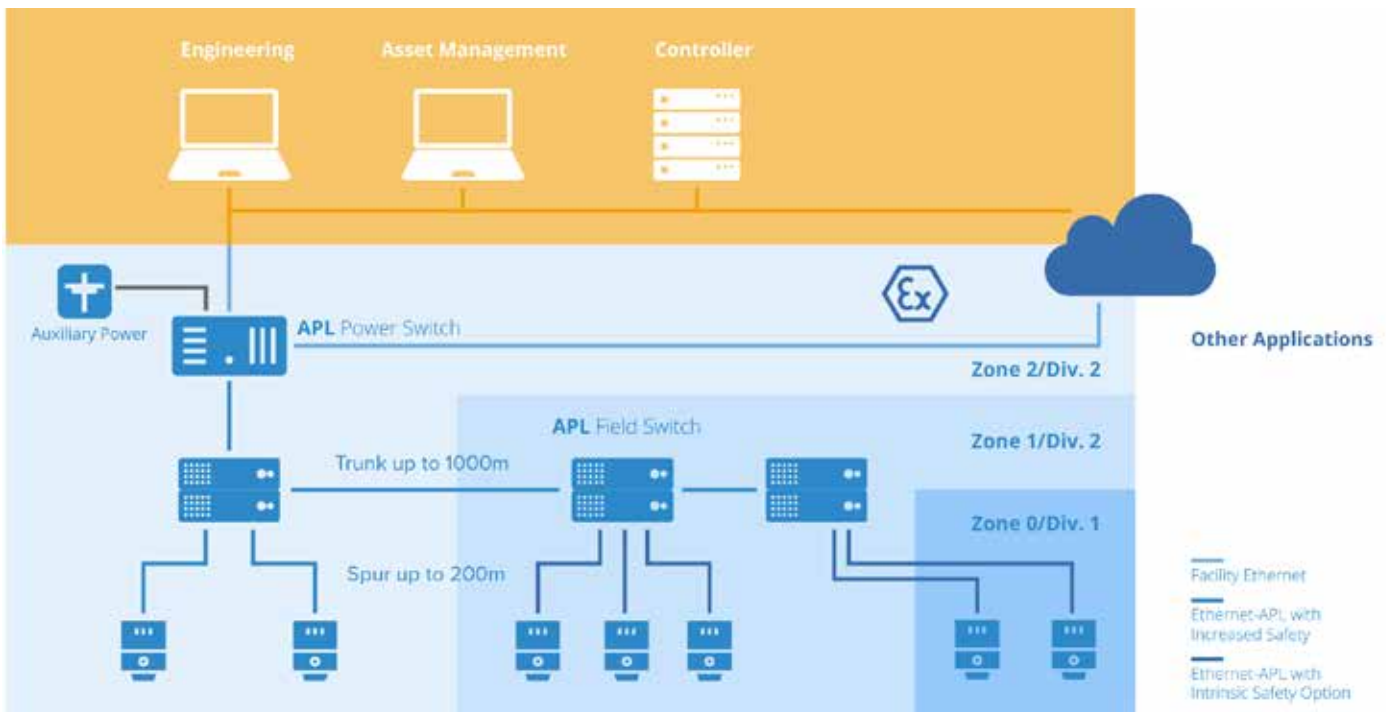 Engineering
Asset Management
Controller
Auxiliary Power
APL Power Switch
Ex
Other Applications
Zone 2/Div. 2
APL Field Switch
Zone 1/Div. 2
Trunk up to 1000m
Zone 0/Div. 1
Spur up to 200m
Facility Ethernet
Ethernet-APL with
Increased Safety
Ethernet-APL with
Intrinsic Safety Option